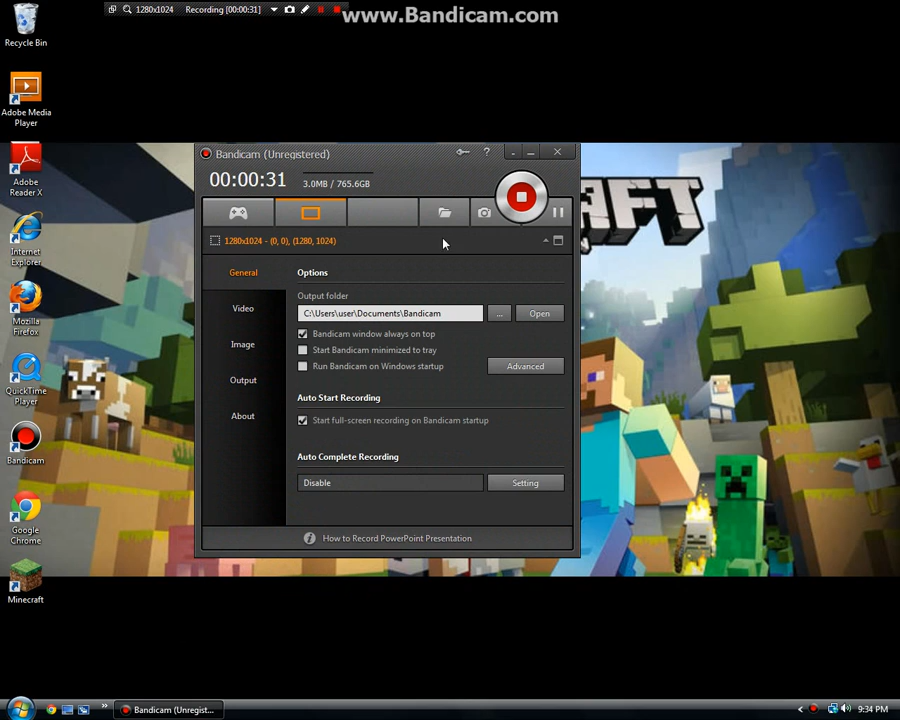 www.Bandicam.com
1280x1024 Recording [00:00:31]
Recycle Bin
Adobe Media
Player
Adobe
Reader X
Internet
Explorer
Mozilla
Firefox
QuickTime
Player
Bandicam
Google
Chrome
Minecraft
Bandicam (Unregistered)
?
00:00:31 3.0MB / 765.6GB
1280x1024 - (0, 0), (1280, 1024)
General
Video
Image
Output
About
Options
Output folder
C:\Users\user\Documents\Bandicam ... Open
Bandicam window always on top
Start Bandicam minimized to tray
Run Bandicam on Windows startup Advanced
Auto Start Recording
Start full-screen recording on Bandicam startup
Auto Complete Recording
Disable Setting
How to Record PowerPoint Presentation
RAFT
Bandicam (Unregist...
9:34 PM